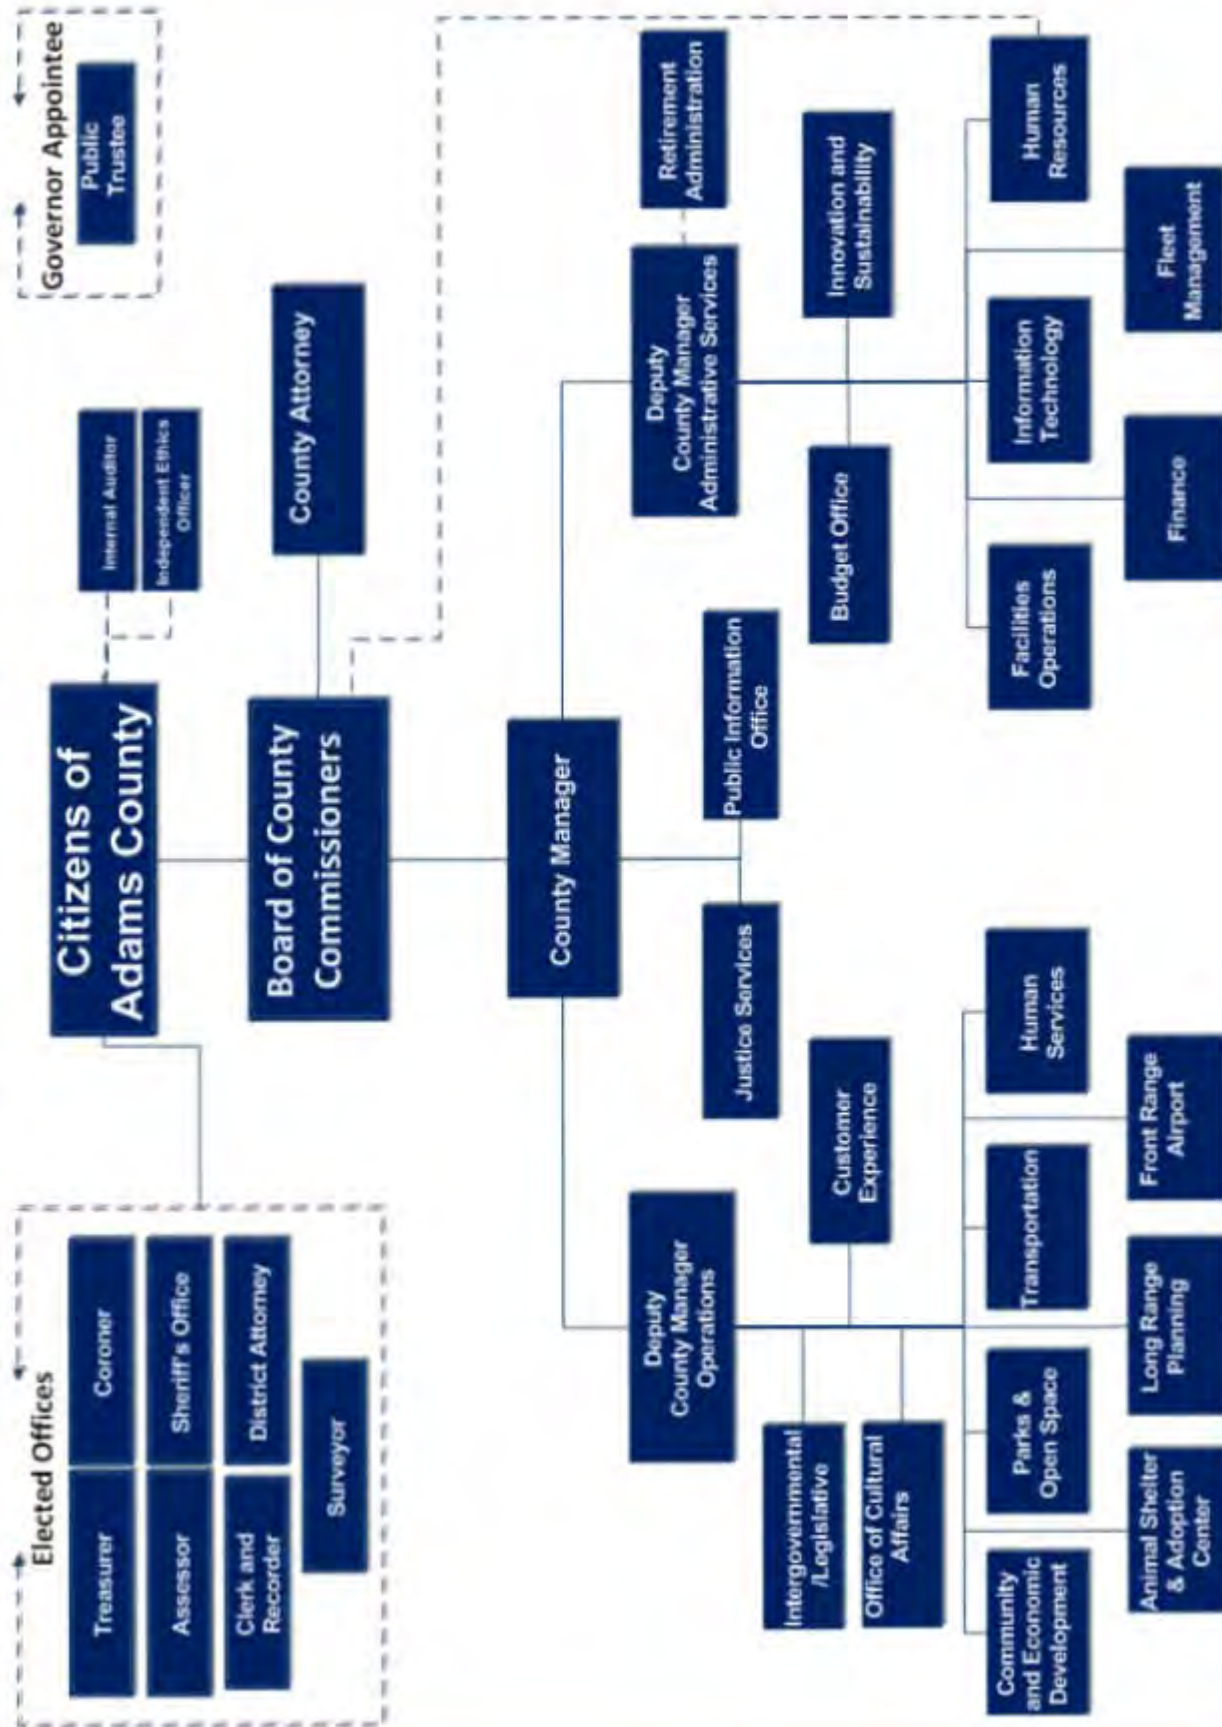 Elected Offices
Treasurer
Coroner
Assessor
Sheriff's Office
Clerk and
Recorder
District Attorney
Surveyor
Citizens of
Adams County
Internal Auditor
Independent Ethics
Officer
Governor Appointee
Public
Trustee
Board of County
Commissioners
County Attorney
County Manager
Deputy
County Manager
Operations
Justice Services
Public Information
Office
Deputy
County Manager
Administrative Services
Retirement
Administration
Intergovernmental
/Legislative
Customer
Experience
Office of Cultural
Affairs
Budget Office
Innovation and
Sustainability
Community
and Economic
Development
Parks &
Open Space
Transportation
Human
Services
Animal Shelter
& Adoption
Center
Long Range
Planning
Front Range
Airport
Facilities
Operations
Information
Technology
Human
Resources
Finance
Fleet
Management